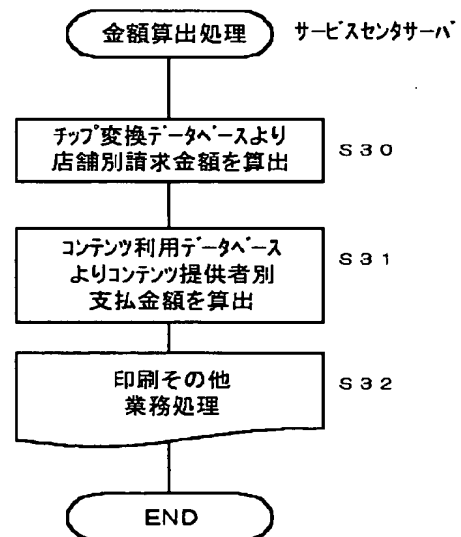 金額算出処理 サービスセンタサーバ
チップ変換データベースより
店舗別請求金額を算出
S30
コンテンツ利用データベース
よりコンテンツ提供者別
支払金額を算出
S31
印刷その他
業務処理
S32
END